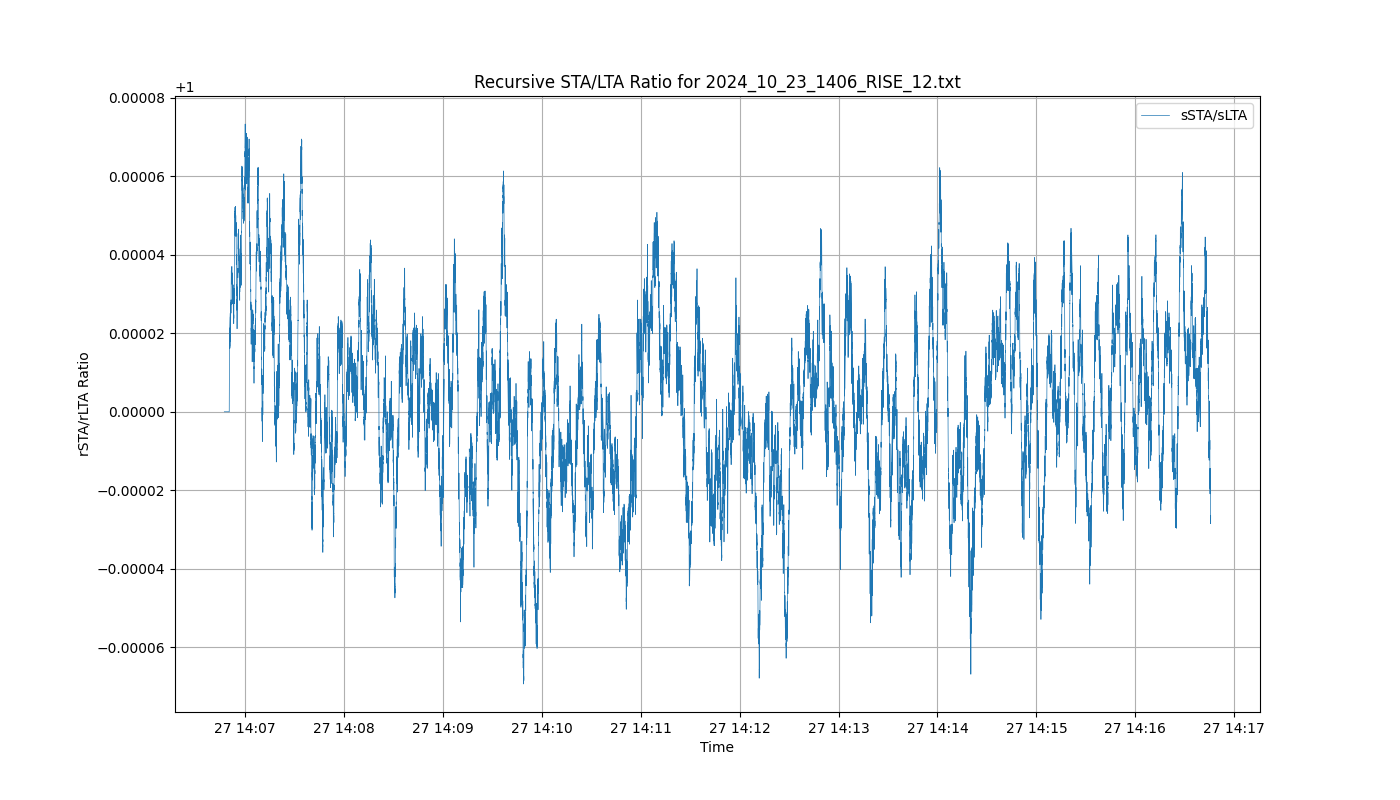 Recursive STA/LTA Ratio for 2024_10_23_1406_RISE_12.txt
+1
sSTA/sLTA
0.00008
0.00006
0.00004
0.00002
0.00000
−0.00002
−0.00004
−0.00006
rSTA/rLTA Ratio
27 14:07 27 14:08 27 14:09 27 14:10 27 14:11 27 14:12 27 14:13 27 14:14 27 14:15 27 14:16 27 14:17
Time